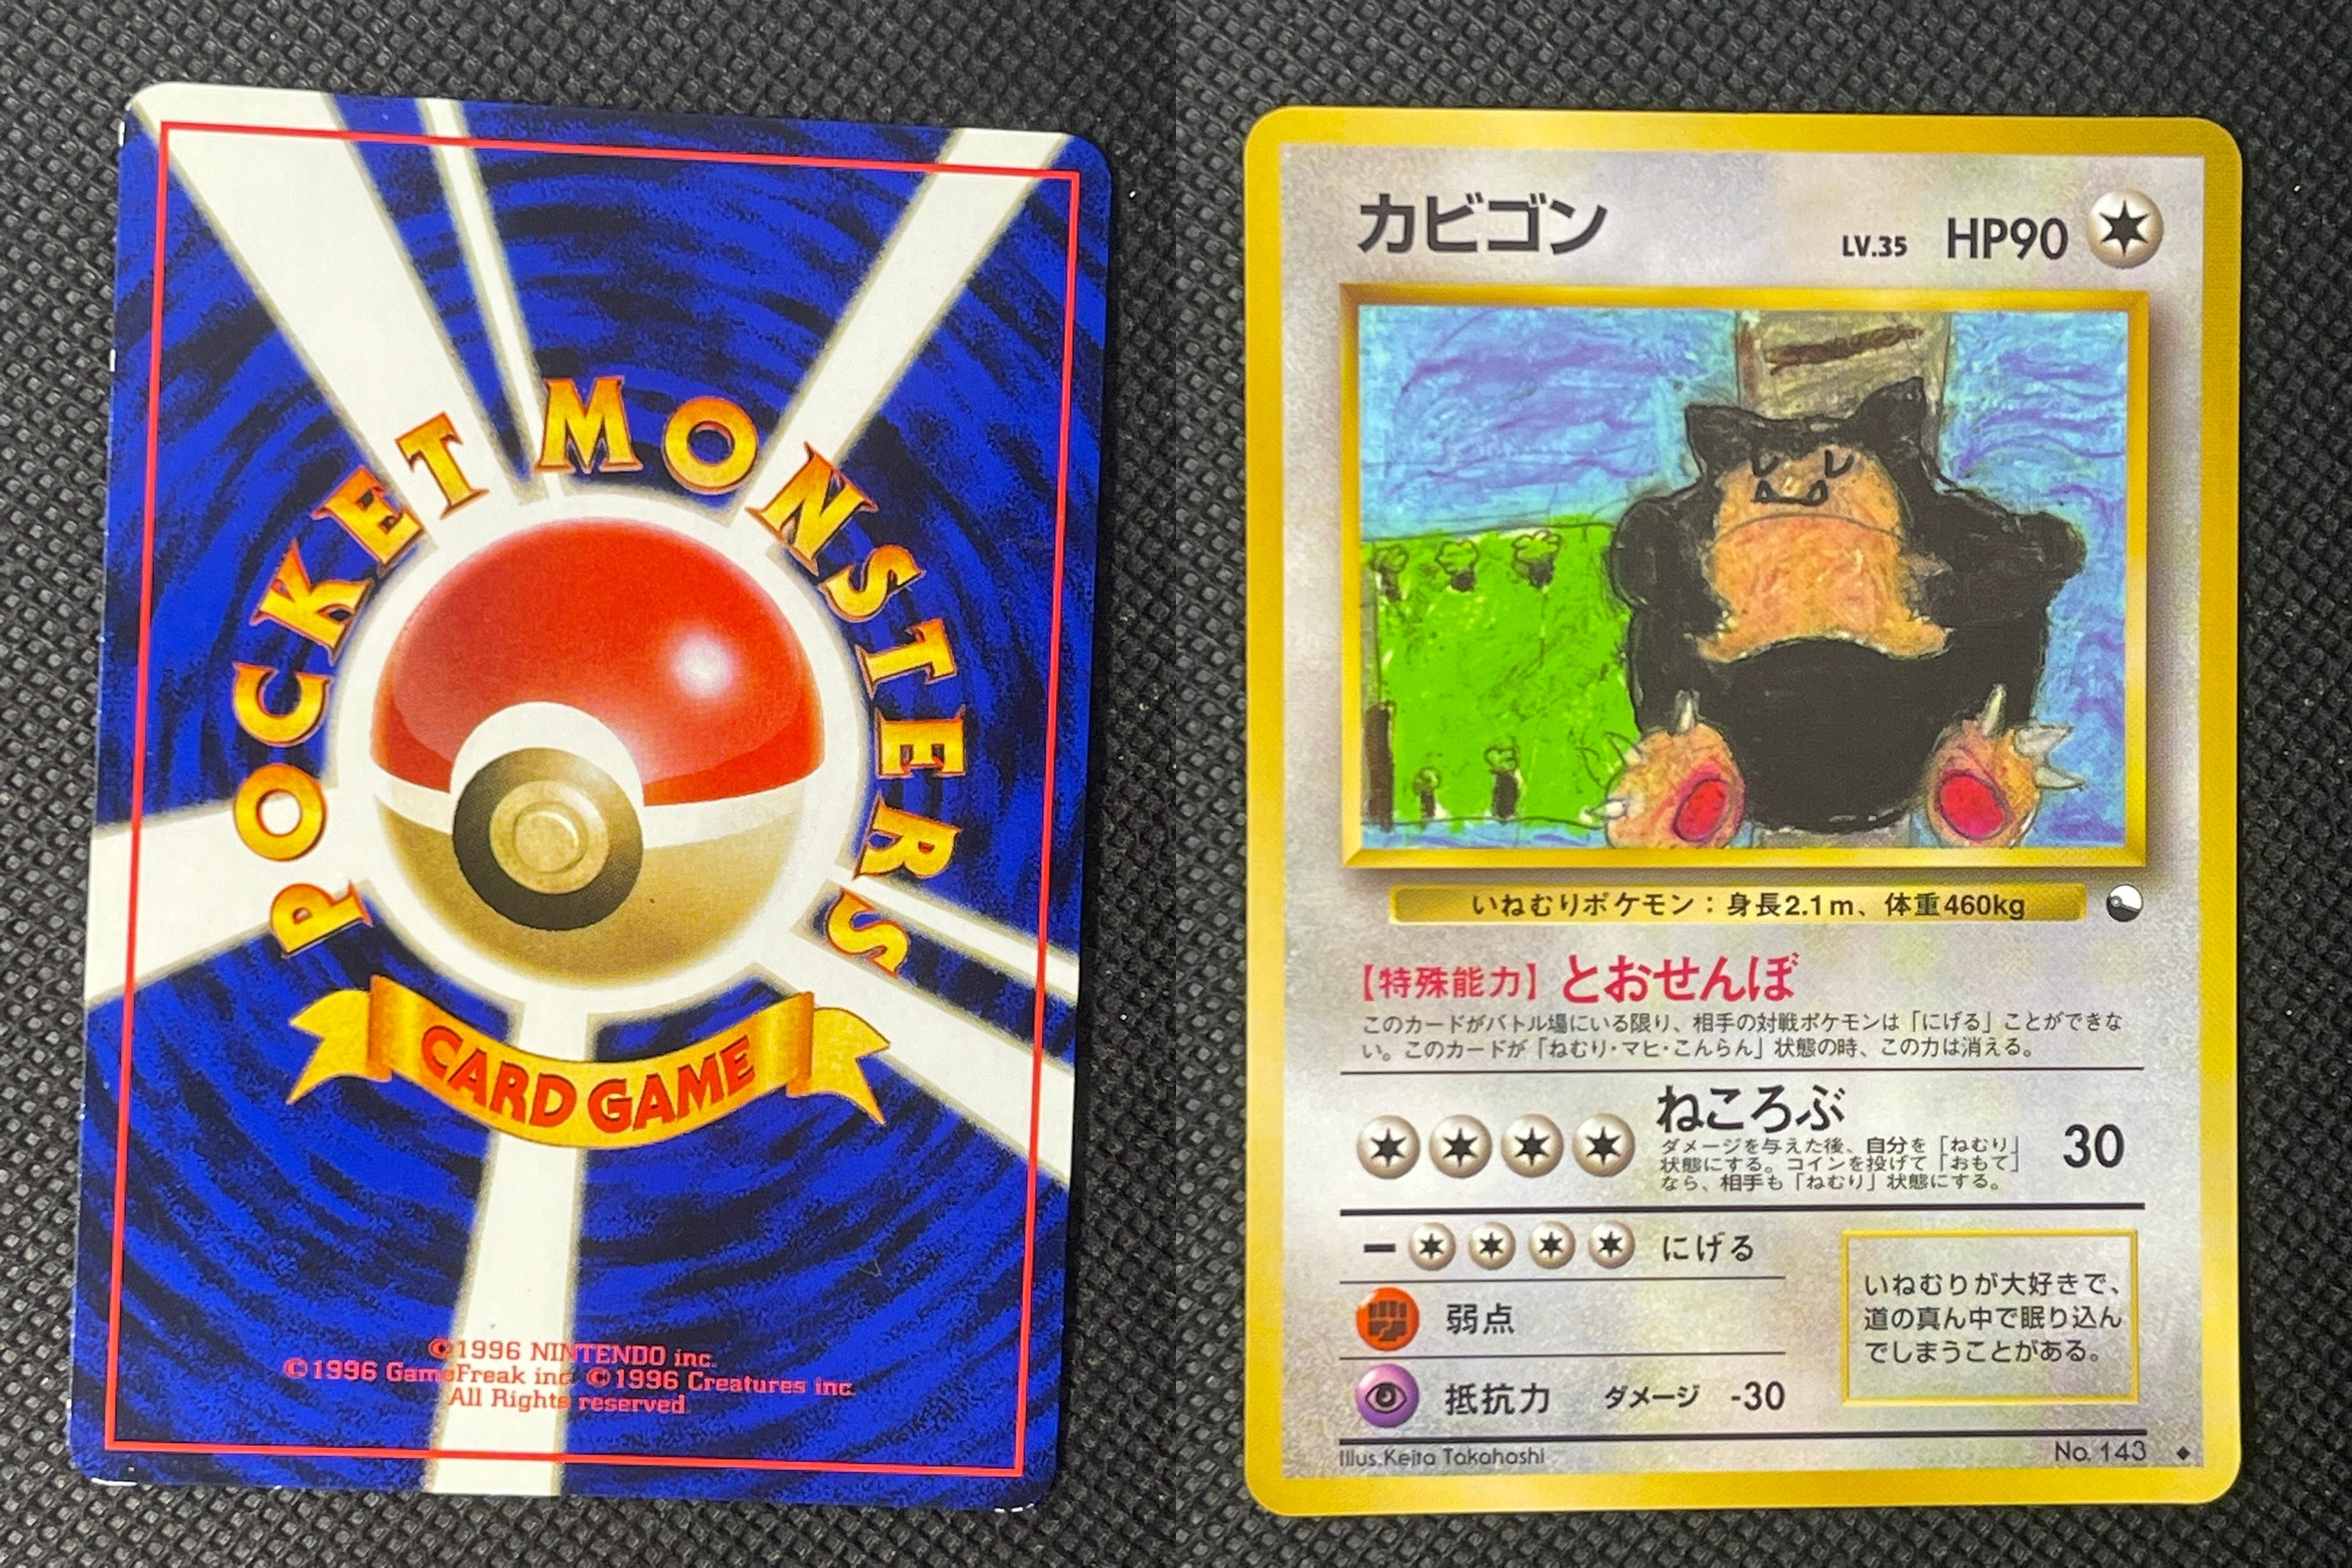 POCKET MONSTERS
CARD GAME
©1996 NINTENDO inc.
©1996 GameFreak inc. ©1996 Creatures inc.
All Rights reserved.
カビゴン
LV.35 HP90
いねむりポケモン：身長2.1m、体重460kg
【特殊能力】とおせんぼ
このカードがバトル場にいる限り、相手の対戦ポケモンは「にげる」ことができな
い。このカードが「ねむり・マヒ・こんらん」状態の時、この力は消える。
ねころぶ
ダメージを与えた後、自分を「ねむり」
状態にする。コインを投げて「おもて」
なら、相手も「ねむり」状態にする。
30
にげる
弱点
抵抗力 ダメージ -30
いねむりが大好きで、
道の真ん中で眠り込ん
でしまうことがある。
Illus.Keita Takahashi
No. 143